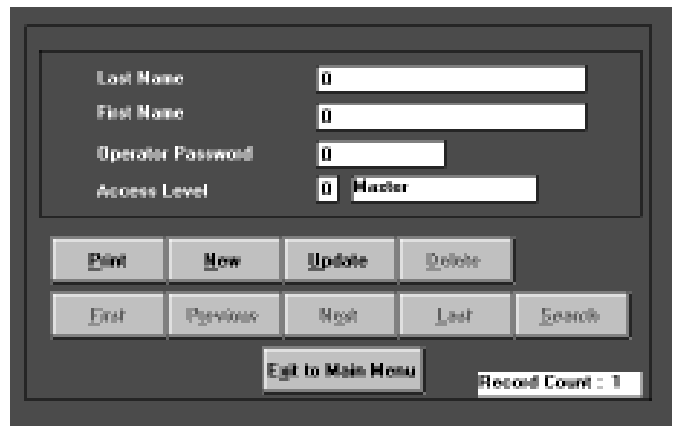 Last Name 0
First Name 0
Operator Password 0
Access Level 0 Master
Print New Update Delete
First Previous Next Last Search
Exit to Main Menu
Record Count : 1